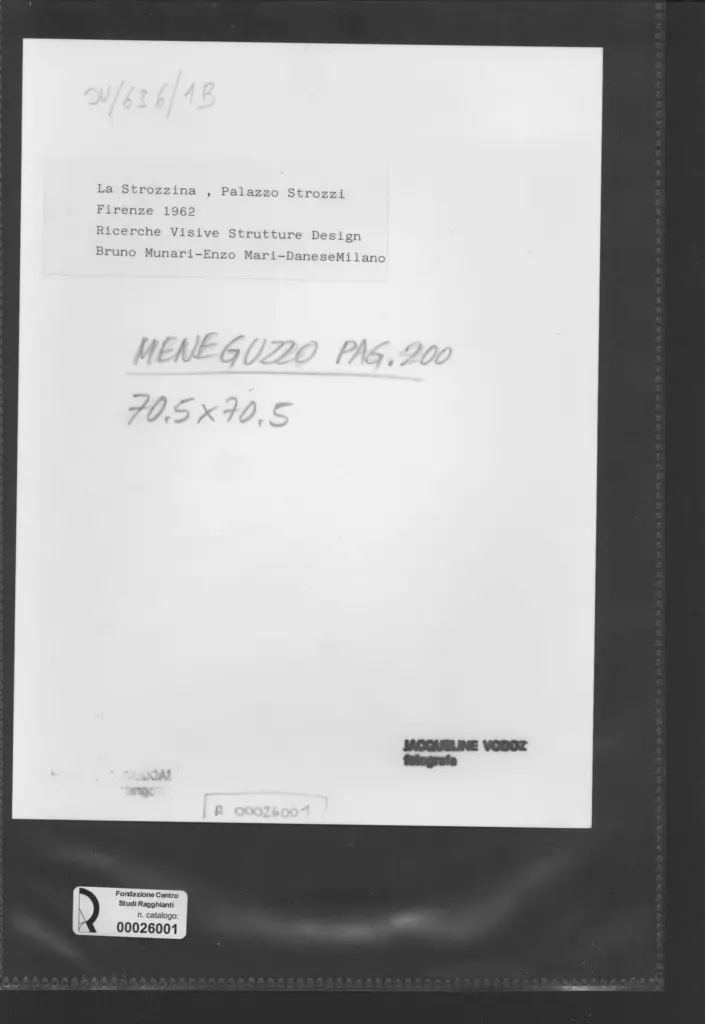 /636/1B
La Strozzina , Palazzo Strozzi
Firenze 1962
Ricerche Visive Strutture Design
Bruno Munari-Enzo Mari-DaneseMilano
MENEGUZZO PAG.200
70.5x70.5
JACQUELINE VODOZ
fotografa
R 00026001
Fondazione Centro
Studi Ragghianti
n. catalogo:
00026001